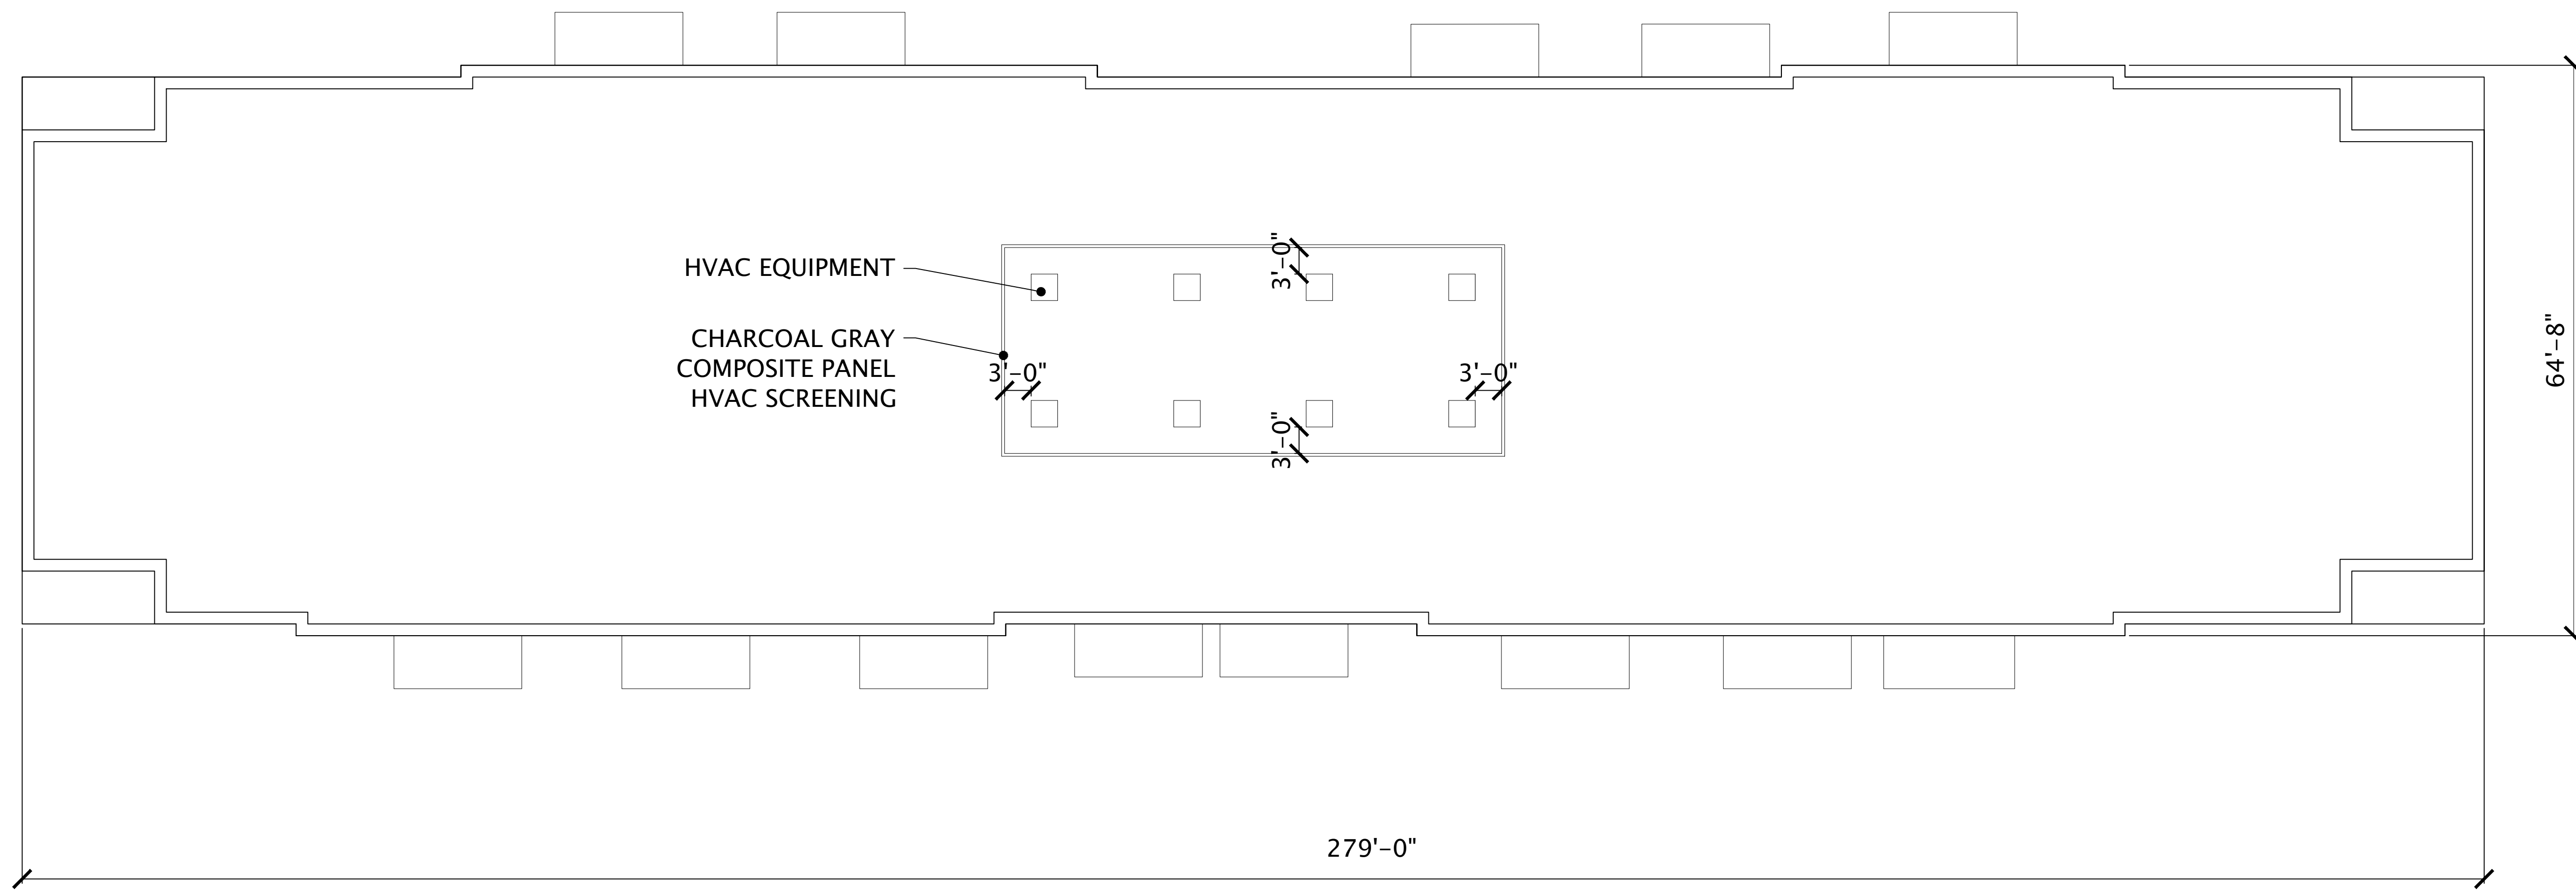 3'-0"
HVAC EQUIPMENT
CHARCOAL GRAY
COMPOSITE PANEL
HVAC SCREENING
3'-0"
3'-0"
64'-8"
3'-0"
279'-0"